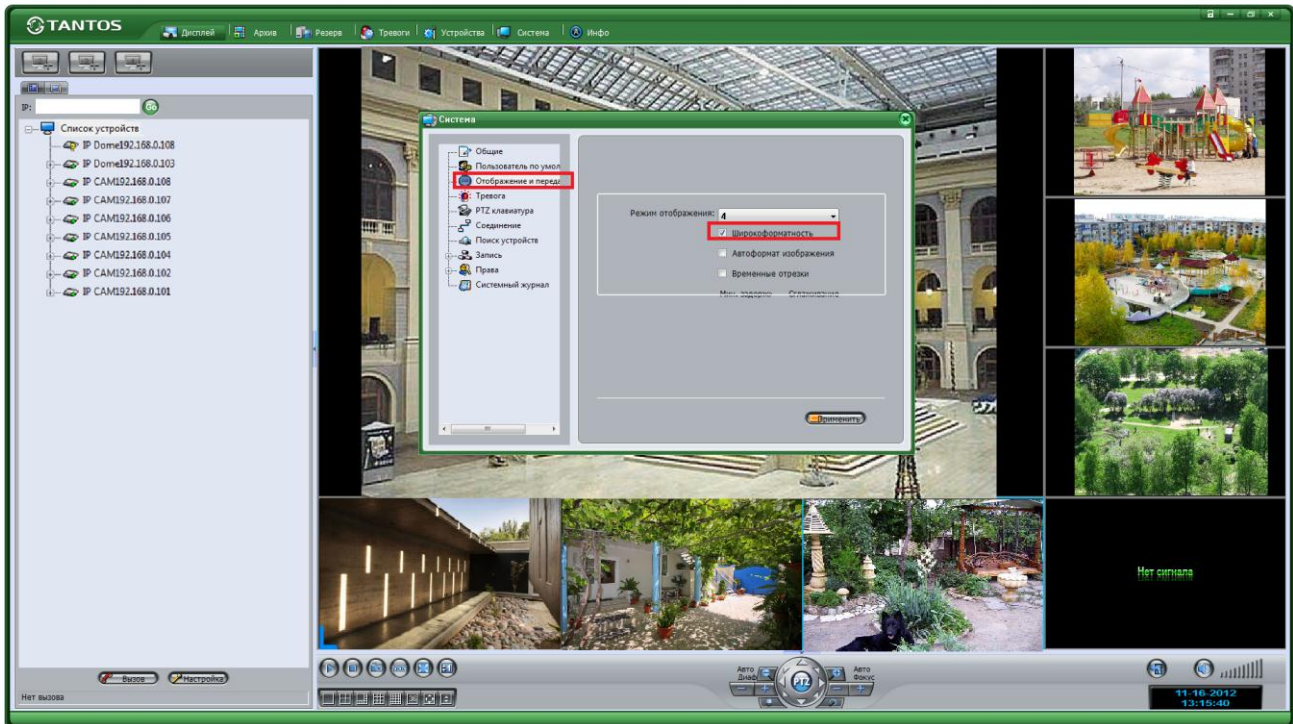 TANTOS
Дисплей
Архив
Резерв
Тревоги
Устройства
Система
Инфо
IP:
Go
Список устройств
IP Dome192.168.0.108
IP Dome192.168.0.103
IP CAM192.168.0.108
IP CAM192.168.0.107
IP CAM192.168.0.106
IP CAM192.168.0.105
IP CAM192.168.0.104
IP CAM192.168.0.102
IP CAM192.168.0.101
Система
Общие
Пользователь по умол
Отображение и переда
Тревога
PTZ клавиатура
Соединение
Поиск устройств
Запись
Права
Системный журнал
Режим отображения: 4
Широкоформатность
Автоформат изображения
Временные отрезки
Применить
Нет сигнала
Вызов
Настройка
Нет вызова
Авто
Авто
Фокус
PTZ
11-16-2012
13:15:40